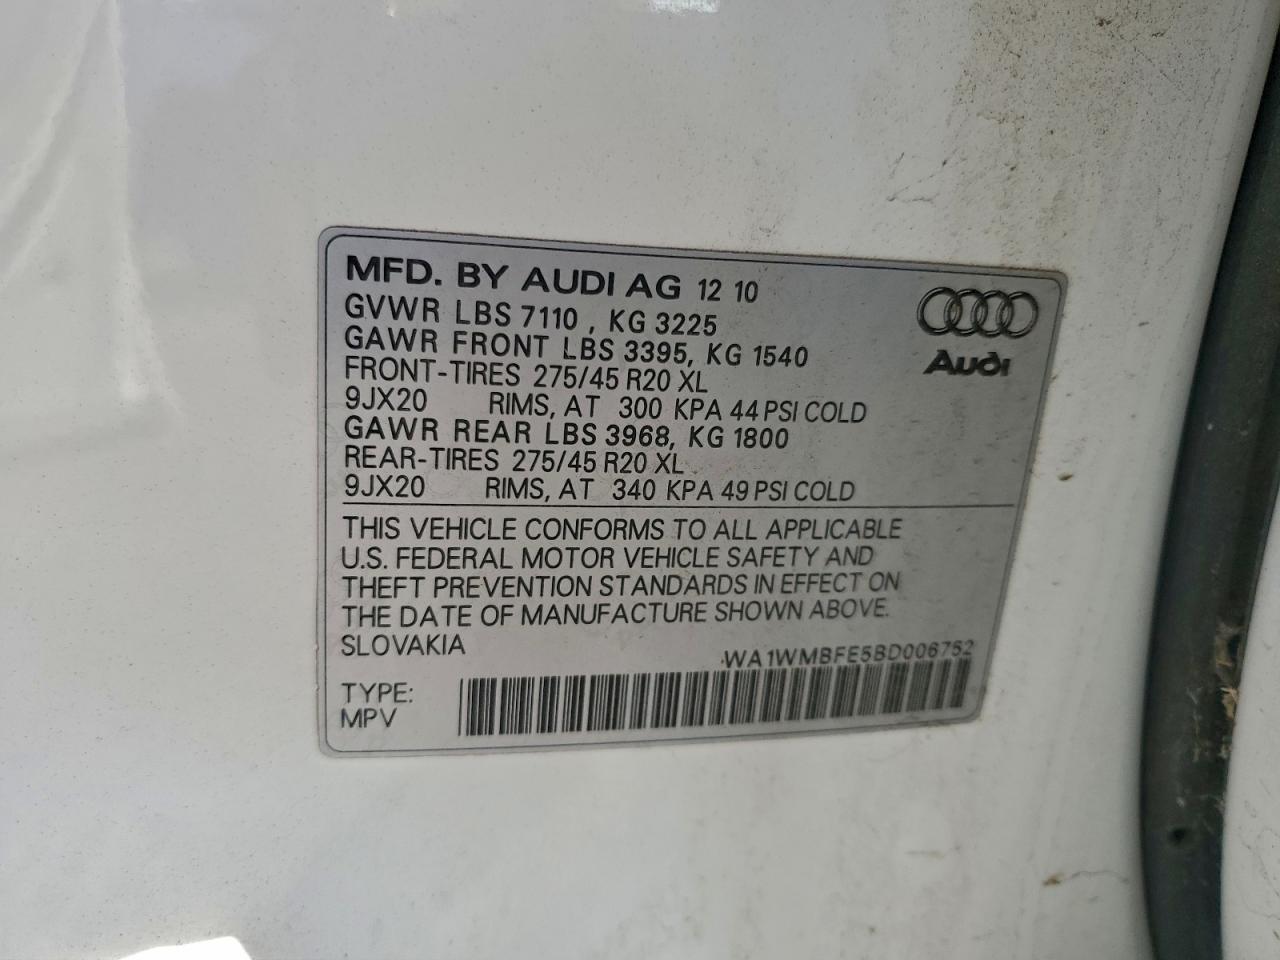 MFD. BY AUDI AG 12 10
GVWR LBS 7110 , KG 3225
GAWR FRONT LBS 3395, KG 1540
FRONT-TIRES 275/45 R20 XL
9JX20 RIMS, AT 300 KPA 44 PSI COLD
GAWR REAR LBS 3968, KG 1800
REAR-TIRES 275/45 R20 XL
9JX20 RIMS, AT 340 KPA 49 PSI COLD
Audi
THIS VEHICLE CONFORMS TO ALL APPLICABLE
U.S. FEDERAL MOTOR VEHICLE SAFETY AND
THEFT PREVENTION STANDARDS IN EFFECT ON
THE DATE OF MANUFACTURE SHOWN ABOVE.
SLOVAKIA
WA1WMBFE5BD006752
TYPE:
MPV